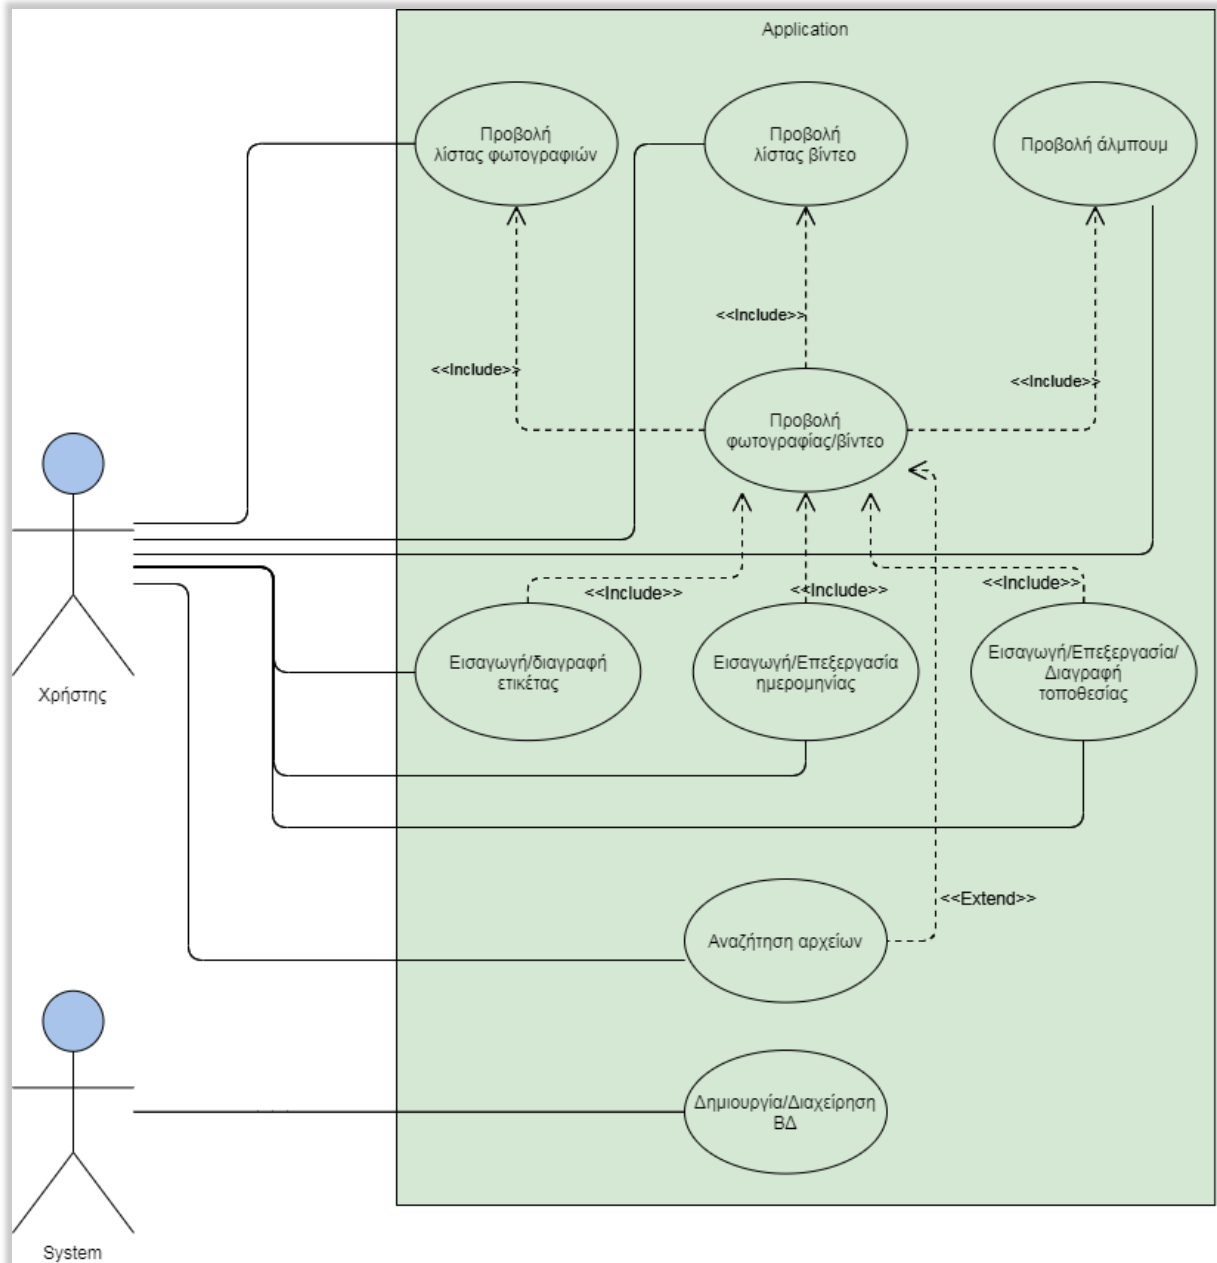 Application
Προβολή
λίστας φωτογραφιών
Προβολή
λίστας βίντεο
Προβολή άλμπουμ
<<Include>>
<<Include>>
<<Include>>
Προβολή
φωτογραφίας/βίντεο
<<Include>>
<<Include>>
<<Include>>
Εισαγωγή/διαγραφή
ετικέτας
Εισαγωγή/Επεξεργασία
ημερομηνίας
Εισαγωγή/Επεξεργασία/
Διαγραφή
τοποθεσίας
Χρήστης
<<Extend>>
Αναζήτηση αρχείων
Δημιουργία/Διαχείρηση
ΒΔ
System